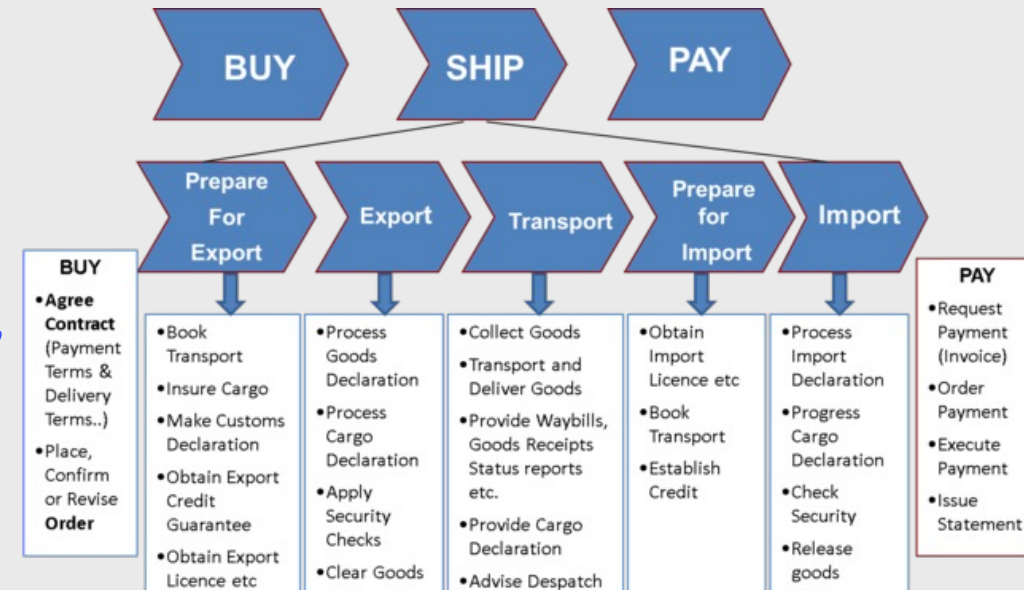 BUY
SHIP
PAY
Prepare
For
Export
Export
Transport
Prepare
for
Import
Import
BUY
•Agree
Contract
(Payment
Terms &
Delivery
Terms..)
•Place,
Confirm
or Revise
Order
•Book
Transport
•Insure Cargo
•Make Customs
Declaration
•Obtain Export
Credit
Guarantee
•Obtain Export
Licence etc
•Process
Goods
Declaration
•Process
Cargo
Declaration
•Apply
Security
Checks
•Clear Goods
•Collect Goods
•Transport and
Deliver Goods
•Provide Waybills,
Goods Receipts
Status reports
etc.
•Provide Cargo
Declaration
•Advise Despatch
•Obtain
Import
Licence etc
•Book
Transport
•Establish
Credit
•Process
Import
Declaration
•Progress
Cargo
Declaration
•Check
Security
•Release
goods
PAY
•Request
Payment
(Invoice)
•Order
Payment
•Execute
Payment
•Issue
Statement